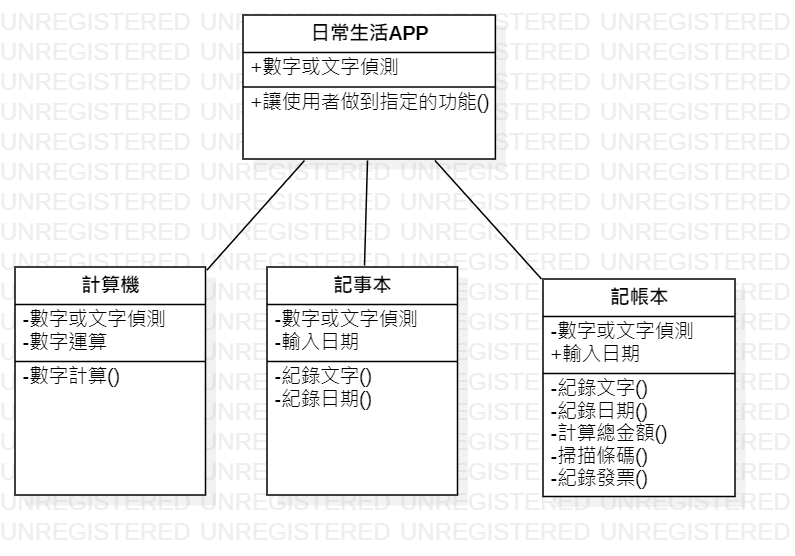 日常生活APP
+數字或文字偵測
+讓使用者做到指定的功能()
計算機
-數字或文字偵測
-數字運算
-數字計算()
記事本
-數字或文字偵測
-輸入日期
-紀錄文字()
-紀錄日期()
記帳本
-數字或文字偵測
+輸入日期
-紀錄文字()
-紀錄日期()
-計算總金額()
-掃描條碼()
-紀錄發票()
UNREGISTERED